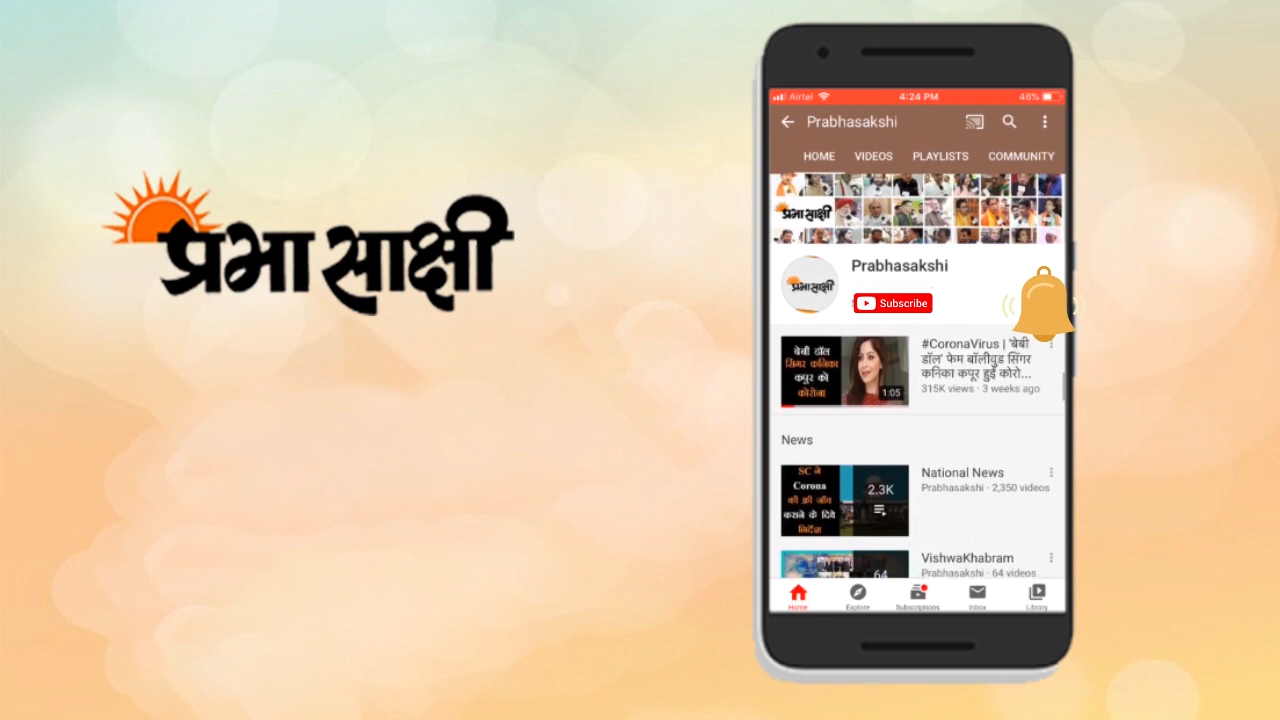 प्रभासाक्षी
Airtel
4:24 PM
46%
Prabhasakshi
HOME VIDEOS PLAYLISTS COMMUNITY
प्रभासाक्षी
Prabhasakshi
प्रभासाक्षी
Subscribe
बेबी डॉल
सिंगर कनिका
कपूर को
कोरोना
1:05
#CoronaVirus | 'बेबी
डॉल' फेम बॉलीवुड सिंगर
कनिका कपूर हुई कोरो...
315K views · 3 weeks ago
News
SC ने
Corona
की फ्री जाँच
कराने के दिये
निर्देश
2.3K
National News
Prabhasakshi · 2,350 videos
64
VishwaKhabram
Prabhasakshi · 64 videos
Home Explore Subscriptions Inbox Library